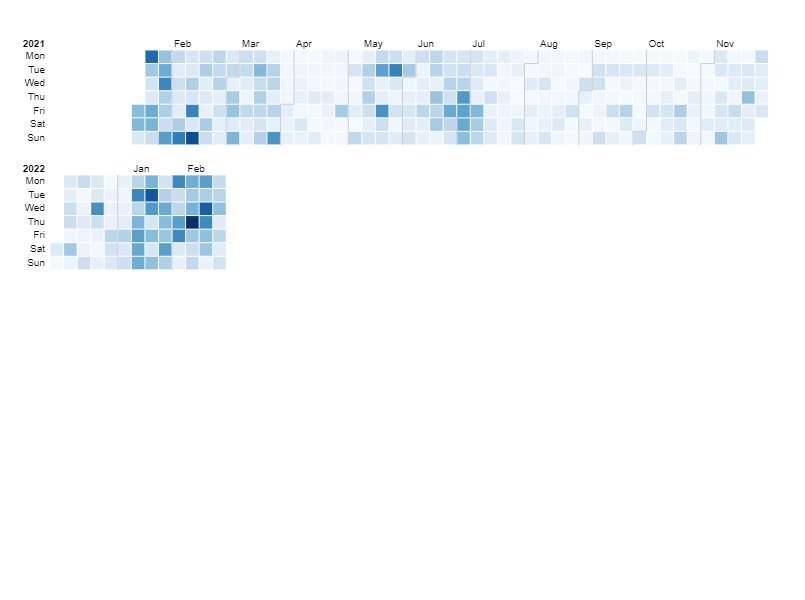 2021 Feb Mar Apr May Jun Jul Aug Sep Oct Nov
Mon
Tue
Wed
Thu
Fri
Sat
Sun
2022 Jan Feb
Mon
Tue
Wed
Thu
Fri
Sat
Sun